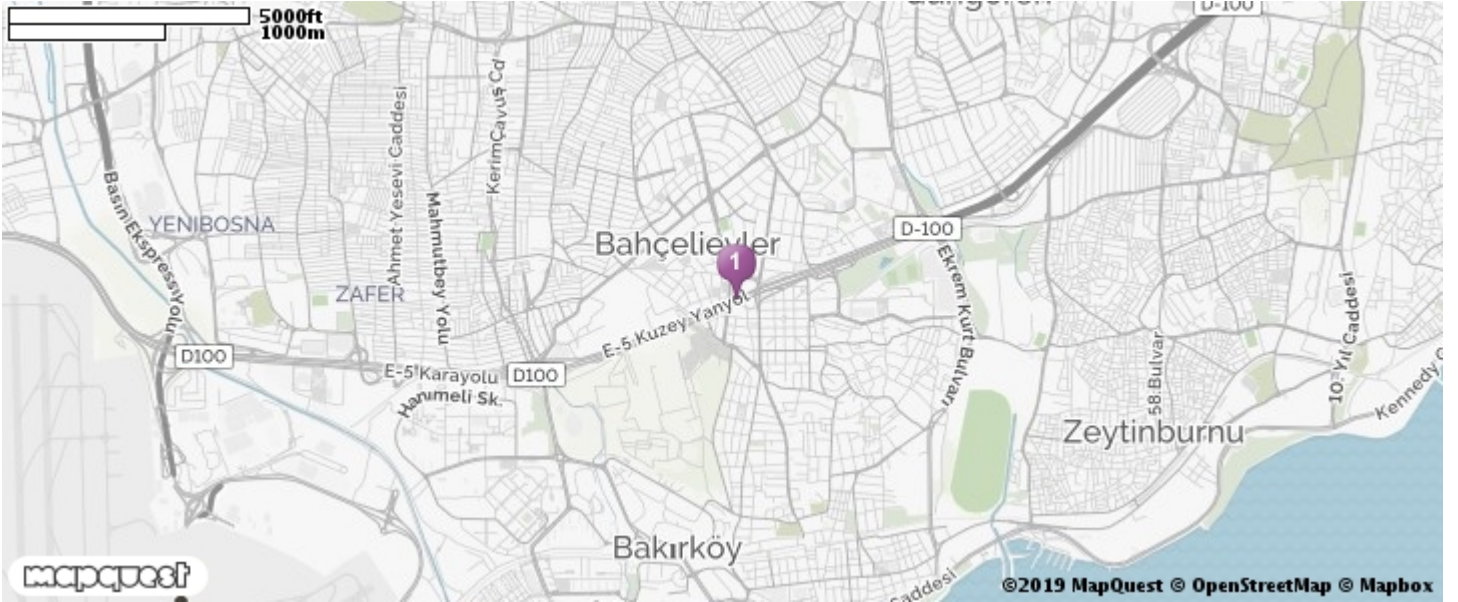 5000ft
1000m
D-100
Güngören
Kerim Çavuş Cd
Ahmet Yesevi Caddesi
Mahmutbey Yolu
Basın Ekspress Yolu
YENIBOSNA
Bahçelievler
1
D-100
ZAFER
E-5 Kuzey Yanyol
Ekrem Kurt Bulvarı
10. Yıl Caddesi
58.Bulvar
D100
E-5 Karayolu
D100
Hanımeli Sk.
Kennedy
Zeytinburnu
Bakırköy
Caddesi
mapquest
©2019 MapQuest © OpenStreetMap © Mapbox